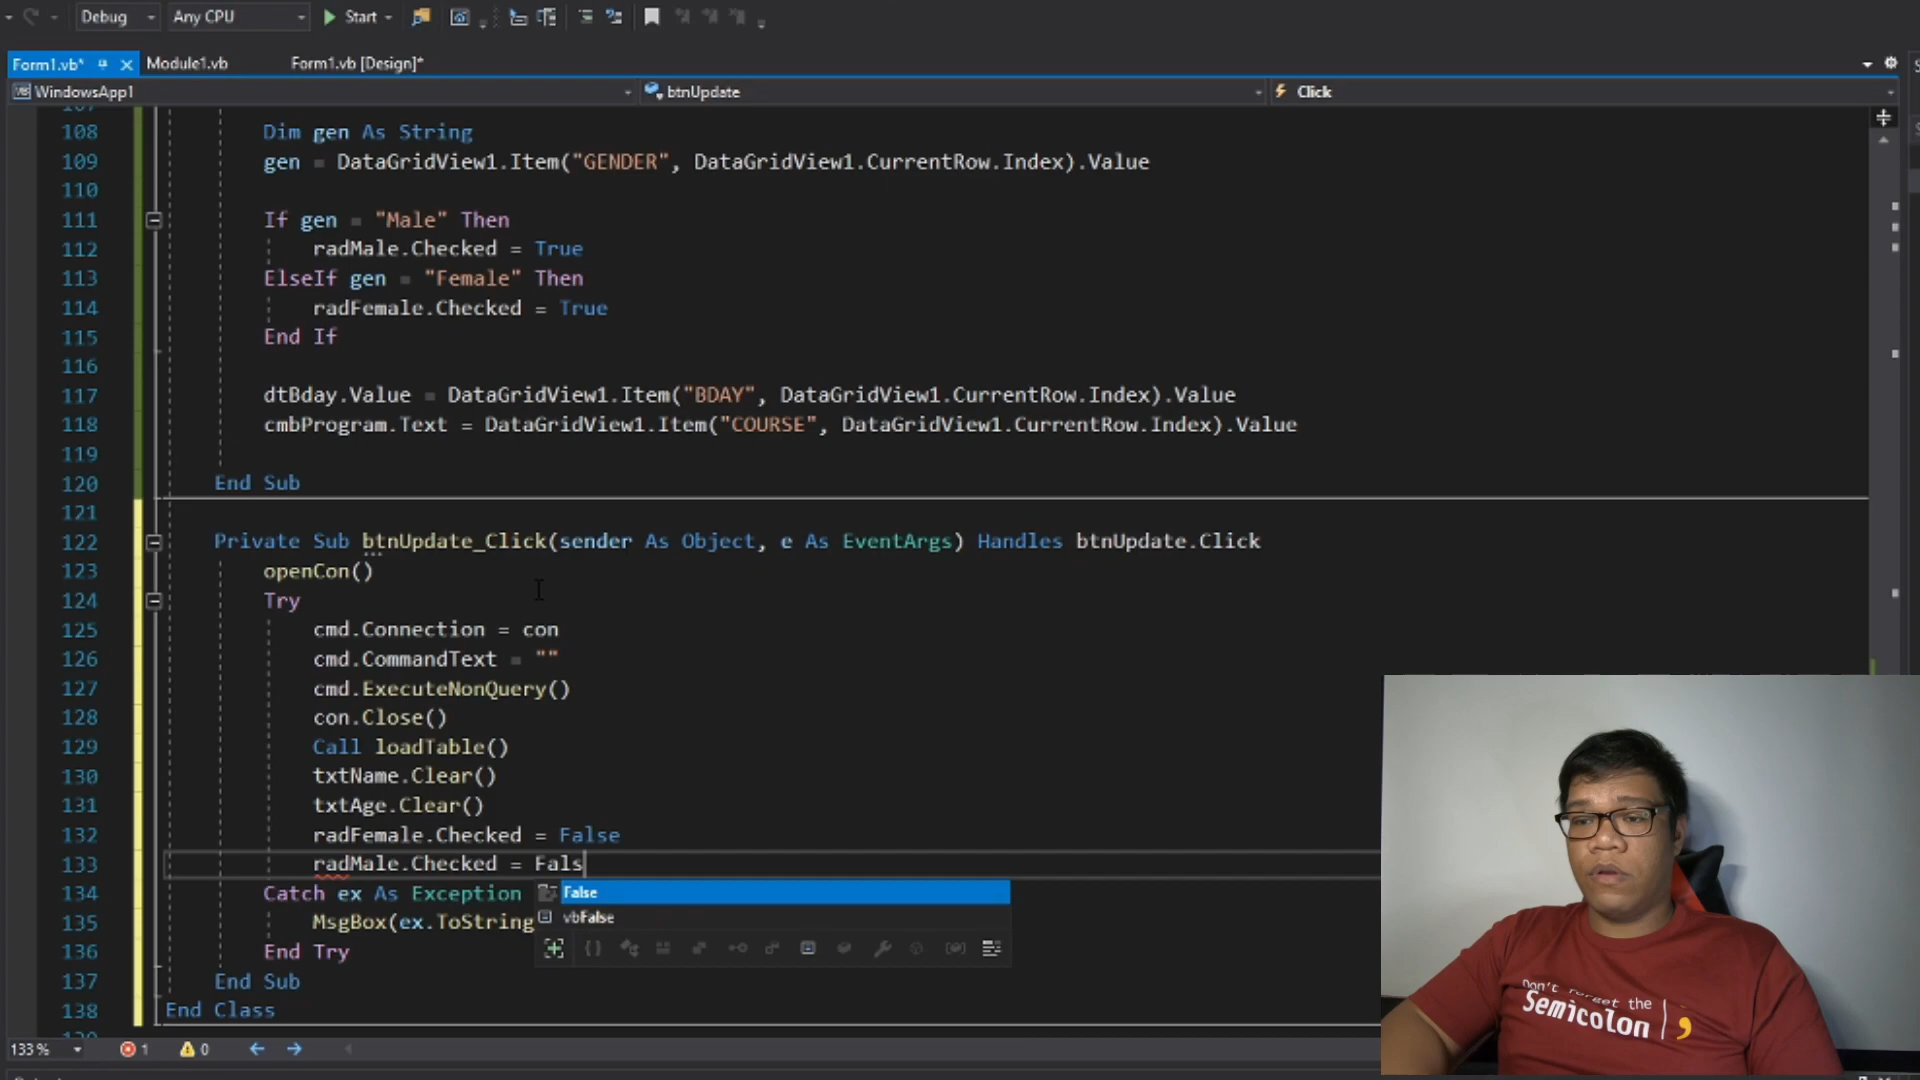 Debug Any CPU Start
Form1.vb* Module1.vb Form1.vb [Design]*
WindowsApp1 btnUpdate Click
108 Dim gen As String
109 gen = DataGridView1.Item("GENDER", DataGridView1.CurrentRow.Index).Value
110
111 If gen = "Male" Then
112 radMale.Checked = True
113 ElseIf gen = "Female" Then
114 radFemale.Checked = True
115 End If
116
117 dtBday.Value = DataGridView1.Item("BDAY", DataGridView1.CurrentRow.Index).Value
118 cmbProgram.Text = DataGridView1.Item("COURSE", DataGridView1.CurrentRow.Index).Value
119
120 End Sub
121
122 Private Sub btnUpdate_Click(sender As Object, e As EventArgs) Handles btnUpdate.Click
123 openCon()
124 Try
125 cmd.Connection = con
126 cmd.CommandText = ""
127 cmd.ExecuteNonQuery()
128 con.Close()
129 Call loadTable()
130 txtName.Clear()
131 txtAge.Clear()
132 radFemale.Checked = False
133 radMale.Checked = Fals
134 Catch ex As Exception False
vbFalse
135 MsgBox(ex.ToString
136 End Try
137 End Sub
138 End Class
133 % 1 0
Don't forget the
Semicolon ;